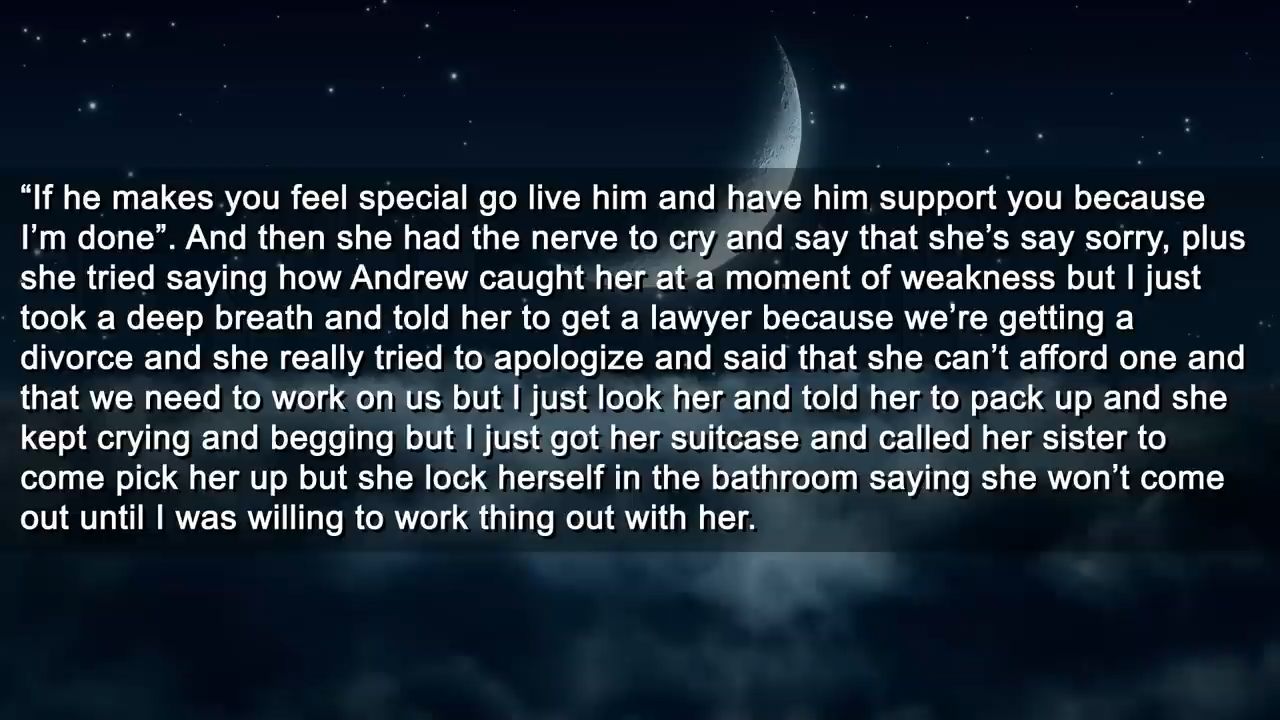 “If he makes you feel special go live him and have him support you because
I’m done”. And then she had the nerve to cry and say that she’s say sorry, plus
she tried saying how Andrew caught her at a moment of weakness but I just
took a deep breath and told her to get a lawyer because we’re getting a
divorce and she really tried to apologize and said that she can’t afford one and
that we need to work on us but I just look her and told her to pack up and she
kept crying and begging but I just got her suitcase and called her sister to
come pick her up but she lock herself in the bathroom saying she won’t come
out until I was willing to work thing out with her.